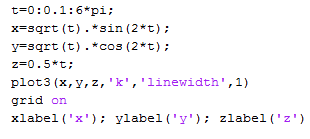 t=0:0.1:6*pi;
x=sqrt(t).*sin(2*t);
y=sqrt(t).*cos(2*t);
z=0.5*t;
plot3(x,y,z,'k','linewidth',1)
grid on
xlabel('x'); ylabel('y'); zlabel('z')